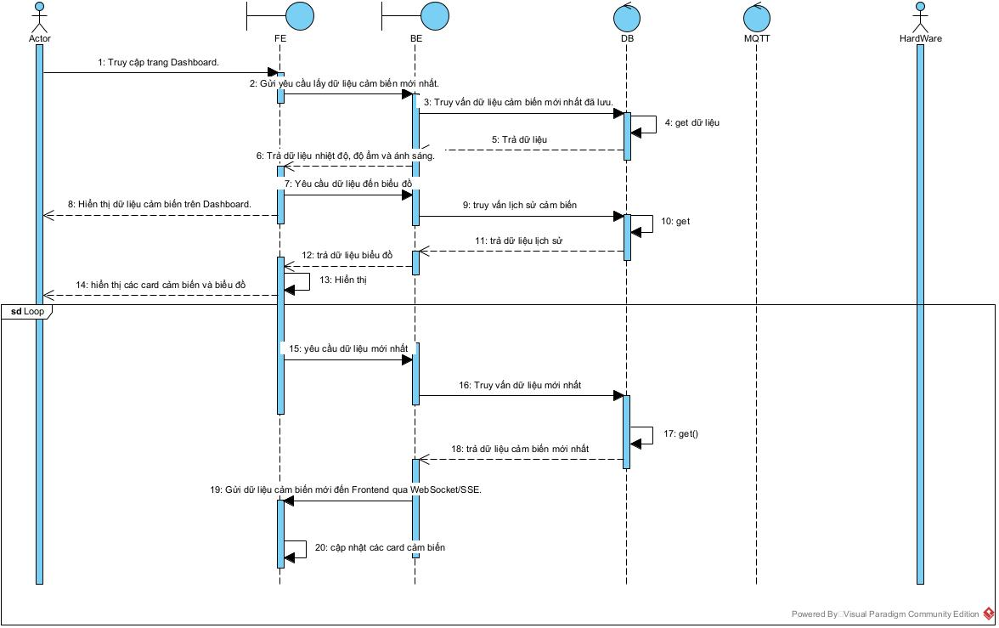 Actor
FE
BE
DB
MQTT
HardWare
1: Truy cập trang Dashboard.
2: Gửi yêu cầu lấy dữ liệu cảm biến mới nhất.
3: Truy vấn dữ liệu cảm biến mới nhất đã lưu.
4: get dữ liệu
5: Trả dữ liệu
6: Trả dữ liệu nhiệt độ, độ ẩm và ánh sáng.
7: Yêu cầu dữ liệu đến biểu đồ
8: Hiển thị dữ liệu cảm biến trên Dashboard.
9: truy vấn lịch sử cảm biến
10: get
11: trả dữ liệu lịch sử
12: trả dữ liệu biểu đồ
13: Hiển thị
14: hiển thị các card cảm biến và biểu đồ
sd Loop
15: yêu cầu dữ liệu mới nhất
16: Truy vấn dữ liệu mới nhất
17: get()
18: trả dữ liệu cảm biến mới nhất
19: Gửi dữ liệu cảm biến mới đến Frontend qua WebSocket/SSE.
20: cập nhật các card cảm biến
Powered By Visual Paradigm Community Edition